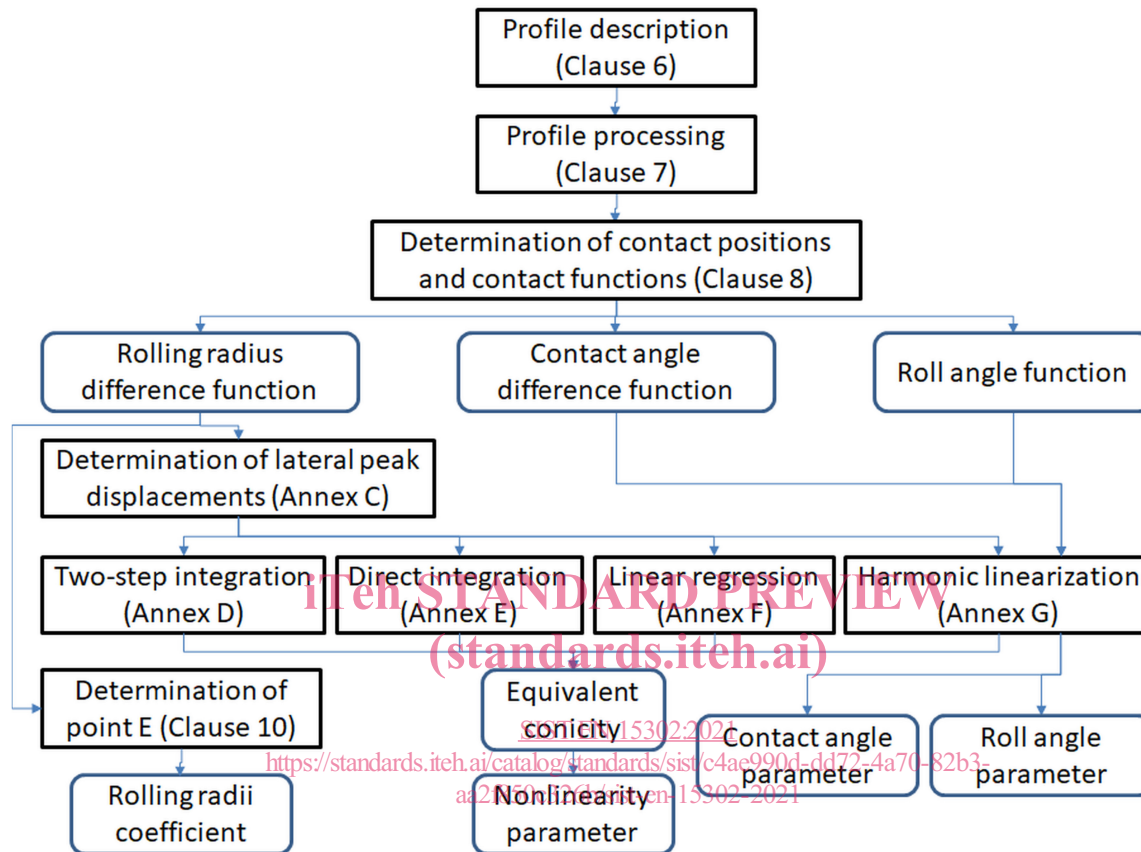 Profile description
(Clause 6)
Profile processing
(Clause 7)
Determination of contact positions
and contact functions (Clause 8)
Rolling radius
difference function
Contact angle
difference function
Roll angle function
Determination of lateral peak
displacements (Annex C)
Two-step integration
(Annex D)
Direct integration
(Annex E)
Linear regression
(Annex F)
Harmonic linearization
(Annex G)
iTeh STANDARD PREVIEW
(standards.iteh.ai)
Determination of
point E (Clause 10)
Equivalent
conicity
SIST EN 15302:2021
Contact angle
parameter
Roll angle
parameter
https://standards.iteh.ai/catalog/standards/sist/c4ae990d-dd72-4a70-82b3-
Rolling radii
coefficient
Nonlinearity
parameter